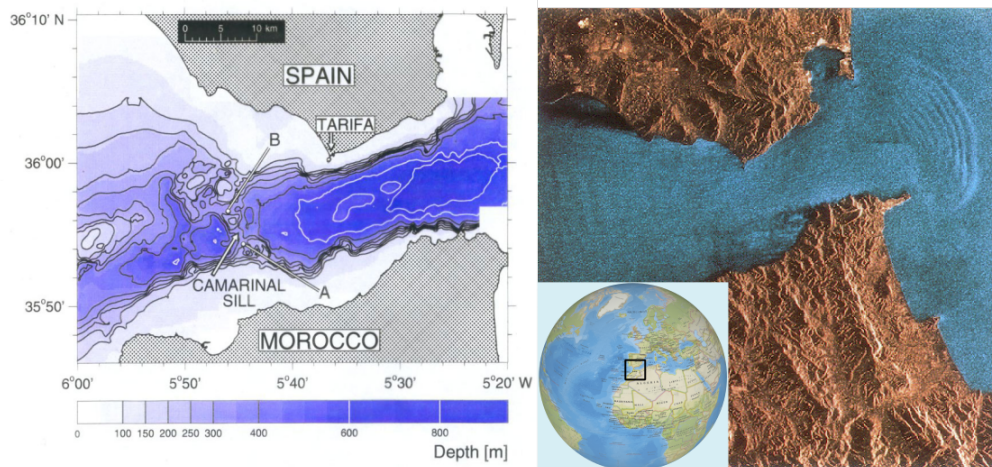 36°10' N
0 5 10 km
SPAIN
B
TARIFA
36°00'
CAMARINAL
SILL
A
35°50'
MOROCCO
6°00' 5°50' 5°40' 5°30' 5°20' W
0 100 150 200 250 300 400 600 800
Depth [m]